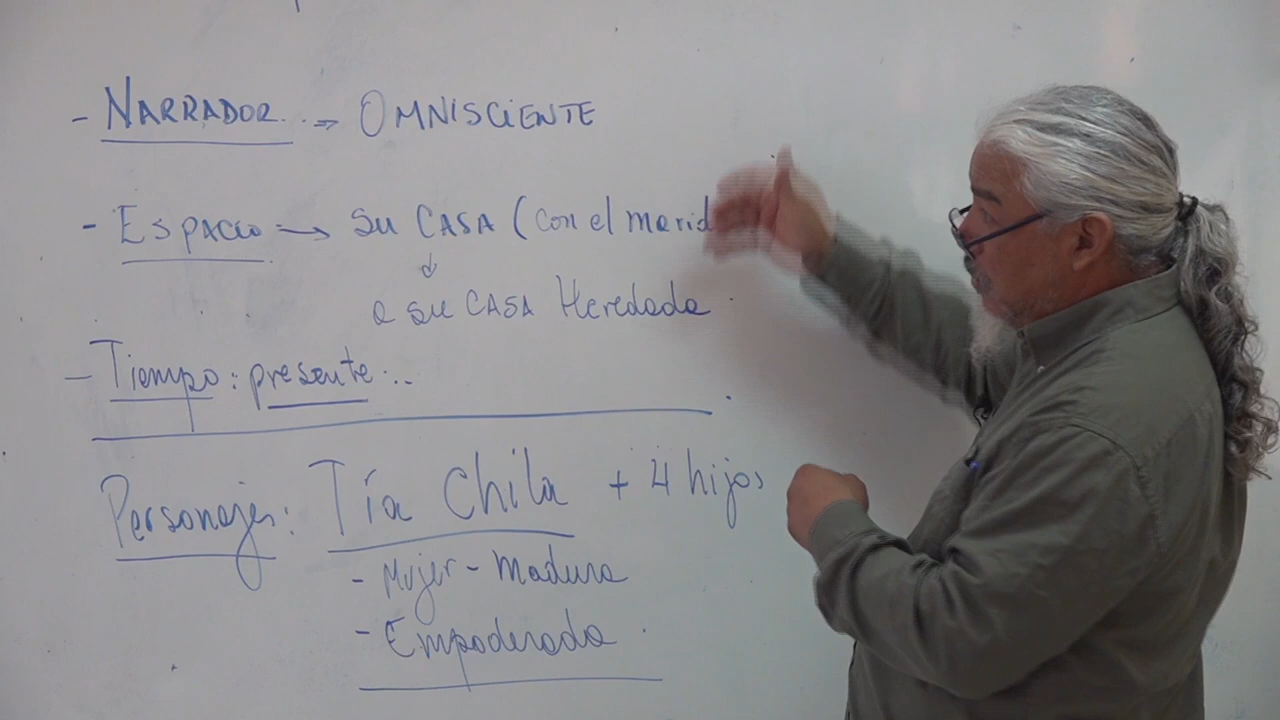 - NARRADOR. ⇒ OMNISCIENTE
- ESPACIO → SU CASA (con el marid
a su CASA Heredada.
- Tiempo: presente...
Personajes: Tía Chila + 4 hijos
- Mujer - Madura
- Empoderada.